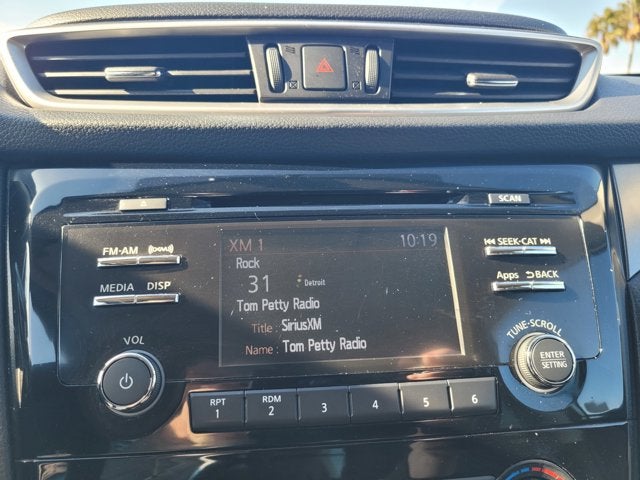 SCAN
FM·AM ((XM))
SEEK·CAT
XM 1 10:19
Rock
31 Detroit
Tom Petty Radio
Title : SiriusXM
Name : Tom Petty Radio
MEDIA DISP
Apps BACK
VOL
TUNE·SCROLL
ENTER
SETTING
RPT
1
RDM
2
3
4
5
6